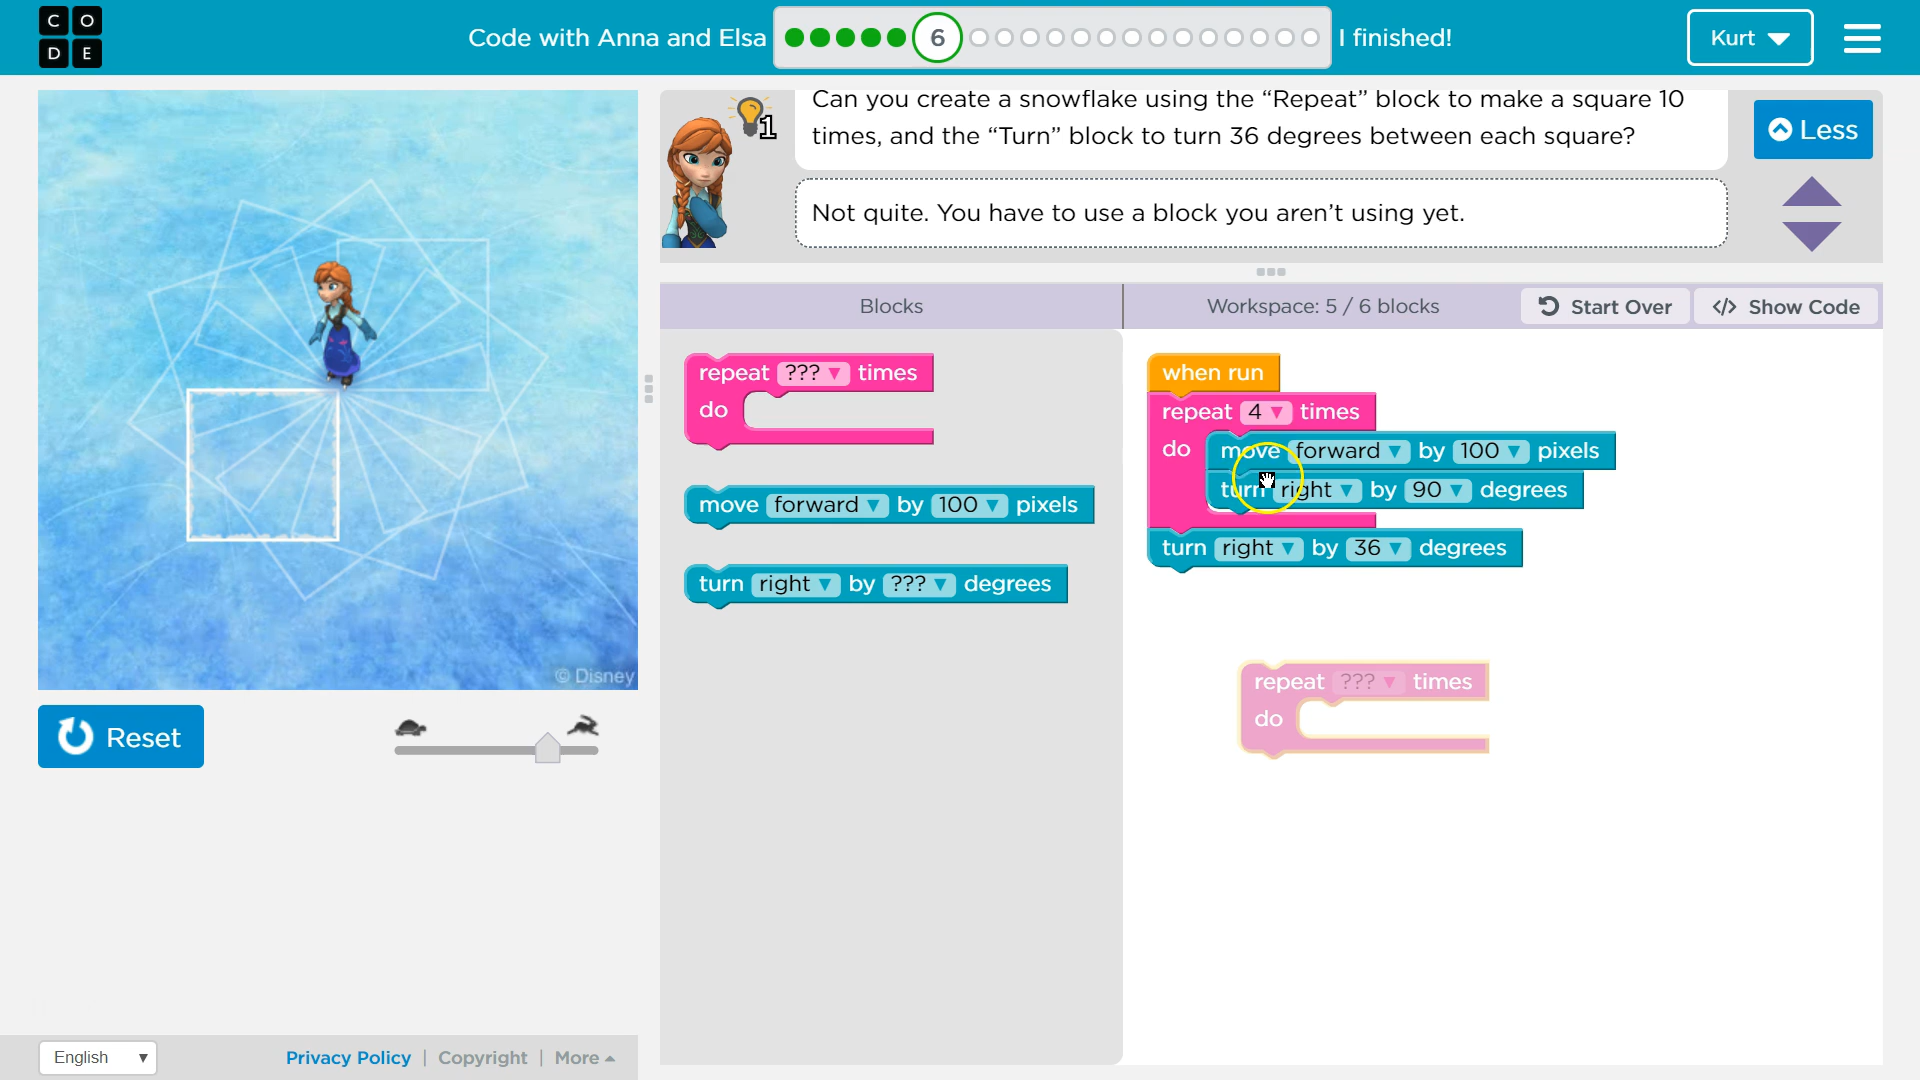 C O
D E
Code with Anna and Elsa
6
I finished!
Kurt
Can you create a snowflake using the “Repeat” block to make a square 10
times, and the “Turn” block to turn 36 degrees between each square?
1
Less
Not quite. You have to use a block you aren’t using yet.
Blocks
Workspace: 5 / 6 blocks
Start Over
</> Show Code
repeat ??? times
do
move forward by 100 pixels
turn right by ??? degrees
when run
repeat 4 times
do
move forward by 100 pixels
turn right by 90 degrees
turn right by 36 degrees
repeat ??? times
do
© Disney
Reset
English
Privacy Policy | Copyright | More